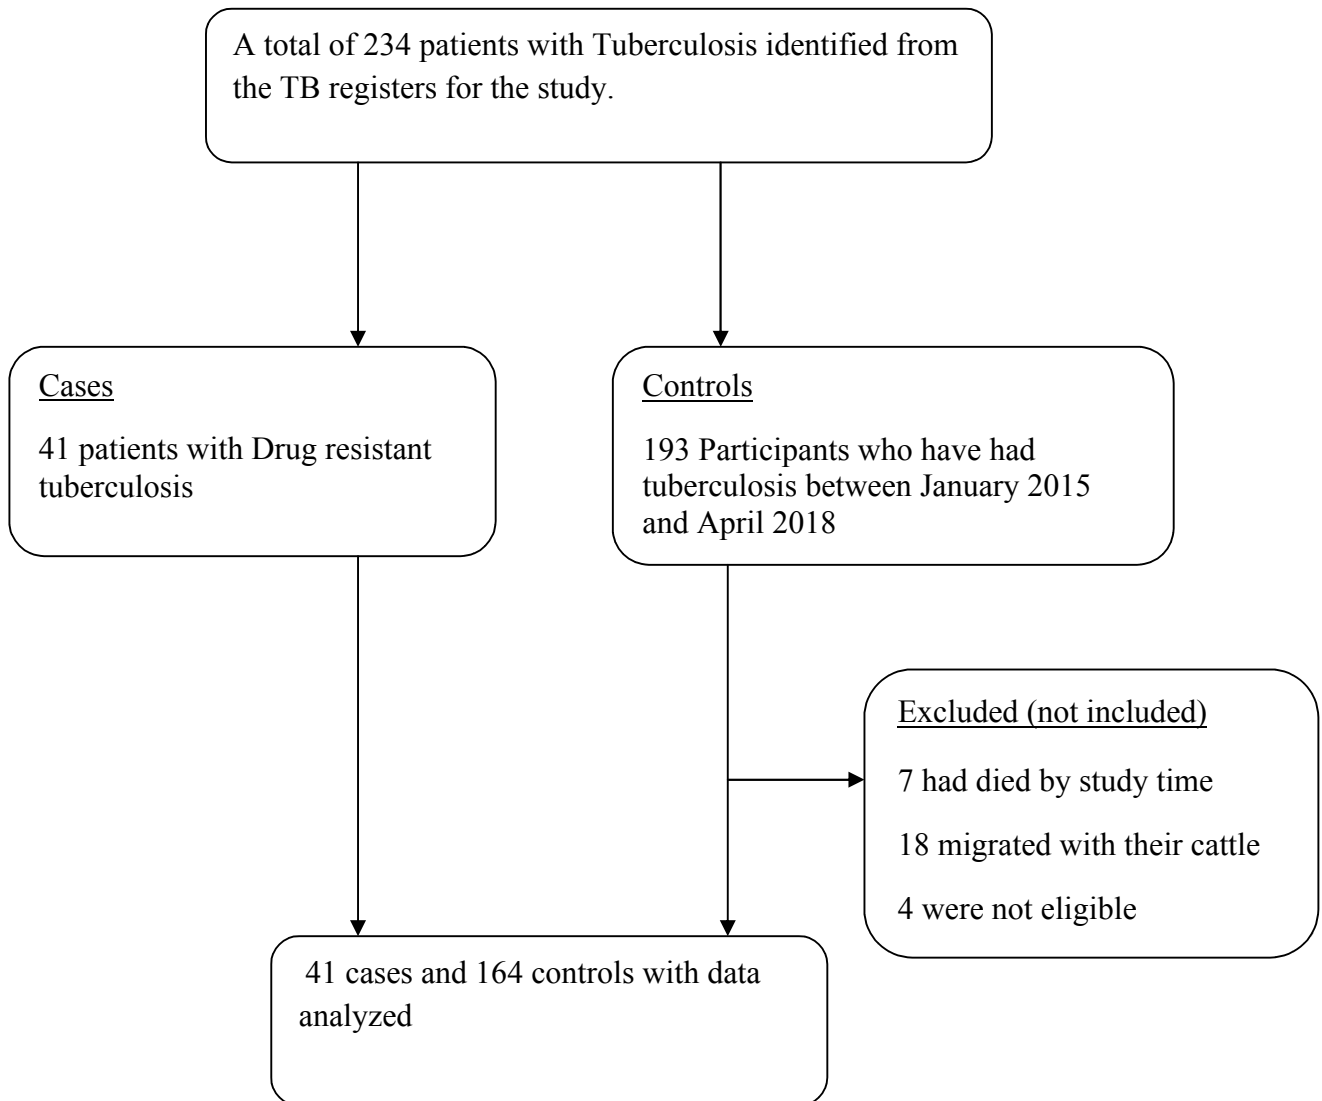 A total of 234 patients with Tuberculosis identified from
the TB registers for the study.
Cases
41 patients with Drug resistant
tuberculosis
Controls
193 Participants who have had
tuberculosis between January 2015
and April 2018
Excluded (not included)
7 had died by study time
18 migrated with their cattle
4 were not eligible
41 cases and 164 controls with data
analyzed